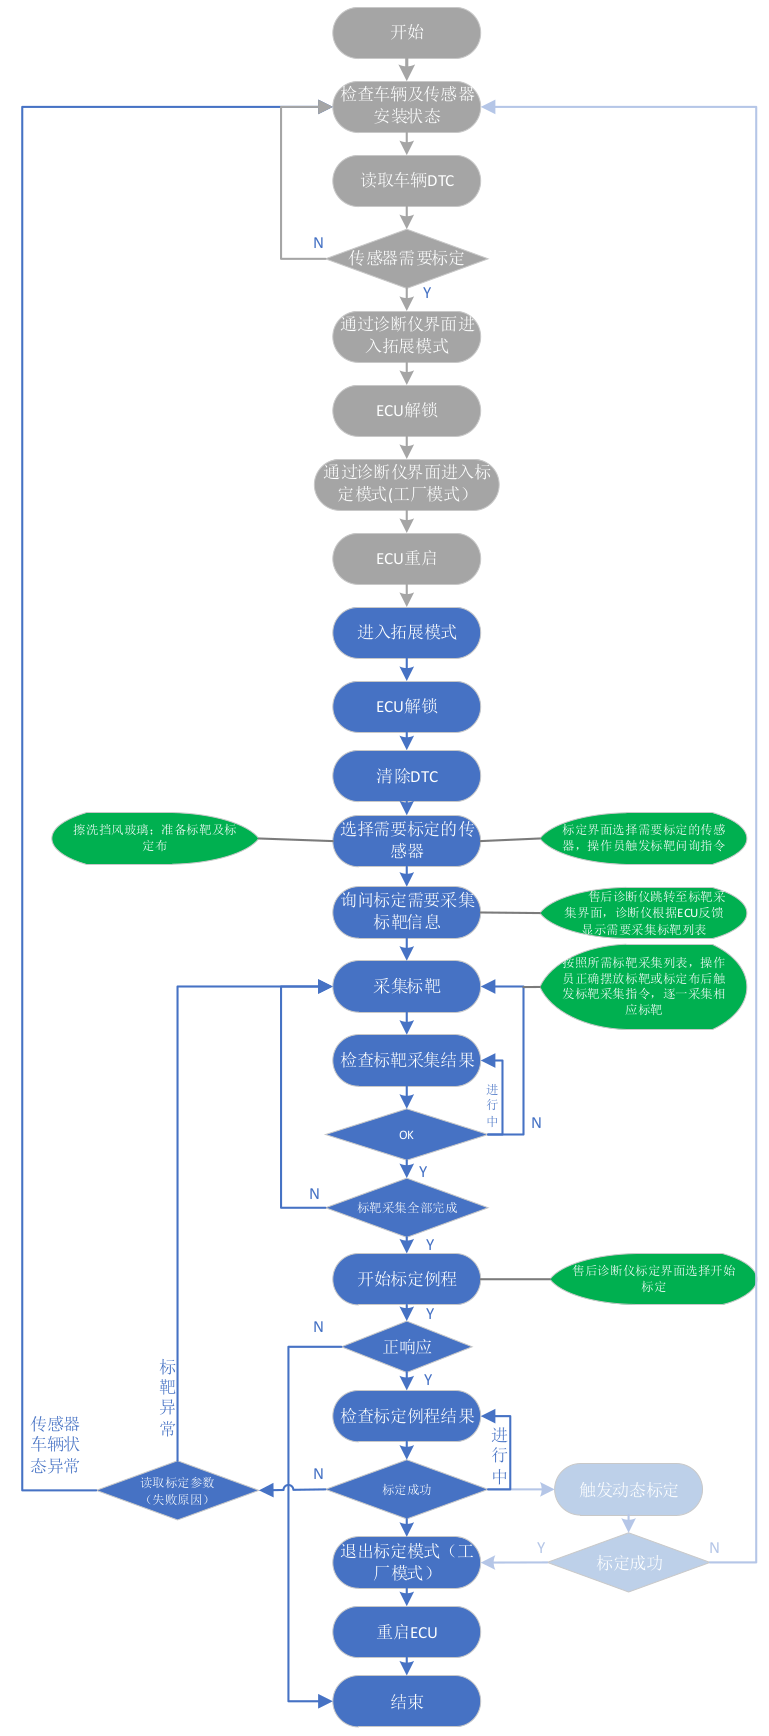 开始
检查车辆及传感器
安装状态
读取车辆DTC
N
传感器需要标定
Y
通过诊断仪界面进
入拓展模式
ECU解锁
通过诊断仪界面进入标
定模式(工厂模式）
ECU重启
进入拓展模式
ECU解锁
清除DTC
擦洗挡风玻璃；准备标靶及标
定布
选择需要标定的传
感器
标定界面选择需要标定的传感
器，操作员触发标靶问询指令
询问标定需要采集
标靶信息
售后诊断仪跳转至标靶采
集界面，诊断仪根据ECU反馈
显示需要采集标靶列表
采集标靶
按照所需标靶采集列表，操作
员正确摆放标靶或标定布后触
发标靶采集指令，逐一采集相
应标靶
检查标靶采集结果
进
行
中
N
OK
Y
N
标靶采集全部完成
Y
开始标定例程
售后诊断仪标定界面选择开始
标定
Y
N
正响应
Y
标
靶
异
常
检查标定例程结果
传感器
车辆状
态异常
进
行
中
N
读取标定参数
（失败原因）
标定成功
触发动态标定
退出标定模式（工
厂模式）
Y
标定成功
N
重启ECU
结束